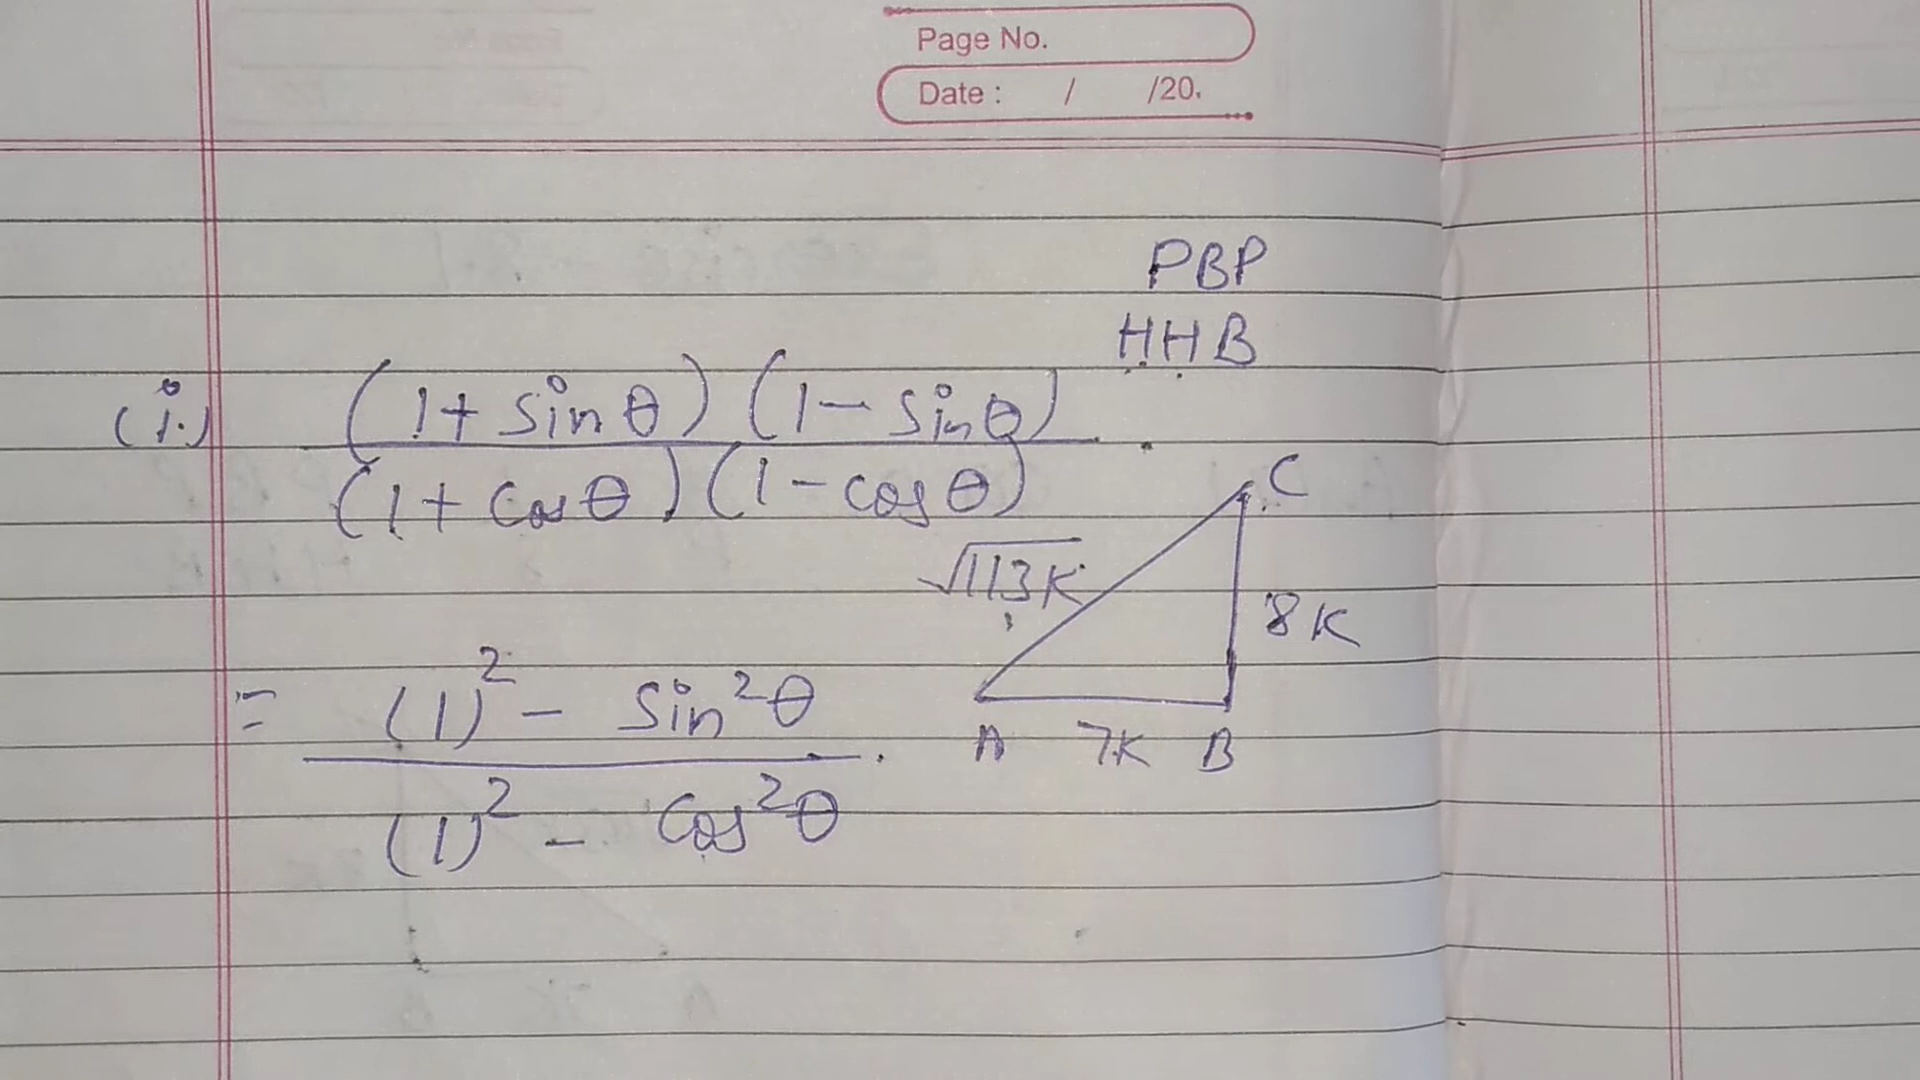 Page No.
Date : / /20.
PBP
HHB
(i.) (1 + sin θ) (1 - sin θ)
(1 + cos θ) (1 - cos θ)
C
√113K
8K
= (1)² - sin²θ
A 7K B
(1)² - cos²θ